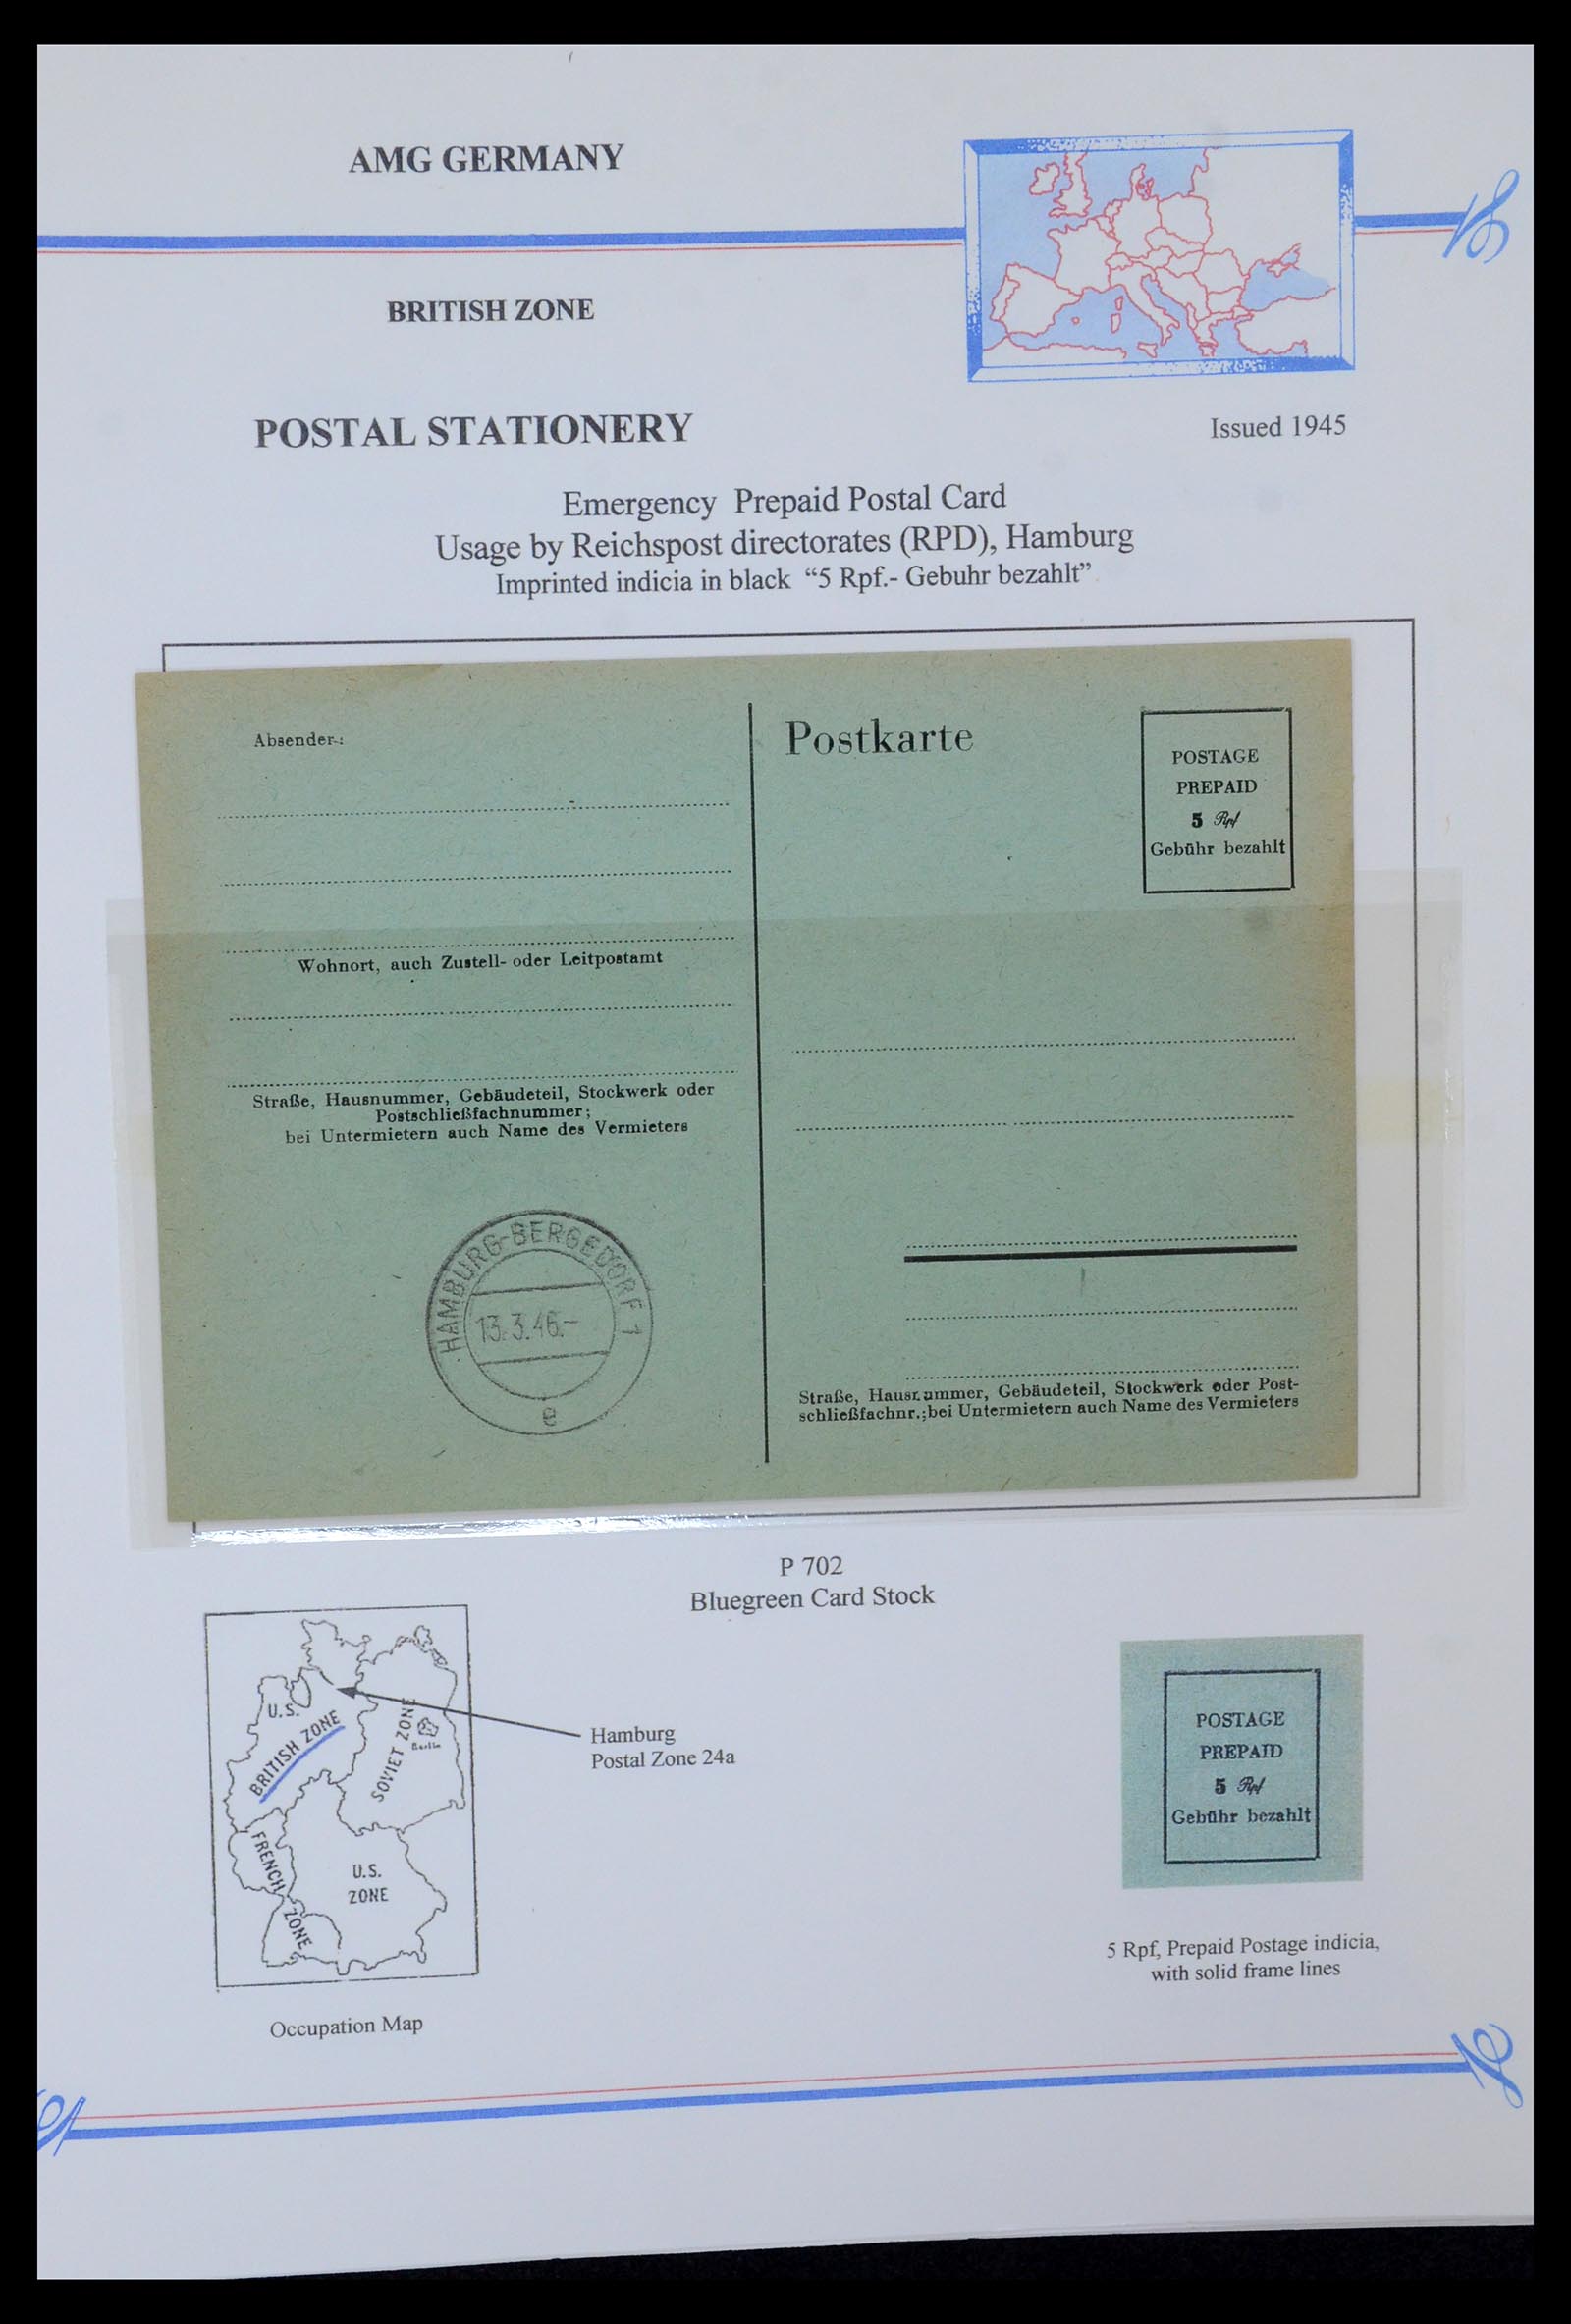 AMG GERMANY
BRITISH ZONE
POSTAL STATIONERY
Issued 1945
Emergency Prepaid Postal Card
Usage by Reichspost directorates (RPD), Hamburg
Imprinted indicia in black “5 Rpf.- Gebuhr bezahlt”
Absender:
Wohnort, auch Zustell- oder Leitpostamt
Straße, Hausnummer, Gebäudeteil, Stockwerk oder
Postschließfachnummer;
bei Untermietern auch Name des Vermieters
HAMBURG-BERGEDORF 1
13.3.46.-
e
Postkarte
POSTAGE
PREPAID
5 Rpf
Gebühr bezahlt
Straße, Hausnummer, Gebäudeteil, Stockwerk oder Post-
schließfachnr.;bei Untermietern auch Name des Vermieters
P 702
Bluegreen Card Stock
U.S.
BRITISH ZONE
SOVIET ZONE
Berlin
FRENCH
ZONE
U.S.
ZONE
Hamburg
Postal Zone 24a
Occupation Map
POSTAGE
PREPAID
5 Rpf
Gebühr bezahlt
5 Rpf, Prepaid Postage indicia,
with solid frame lines